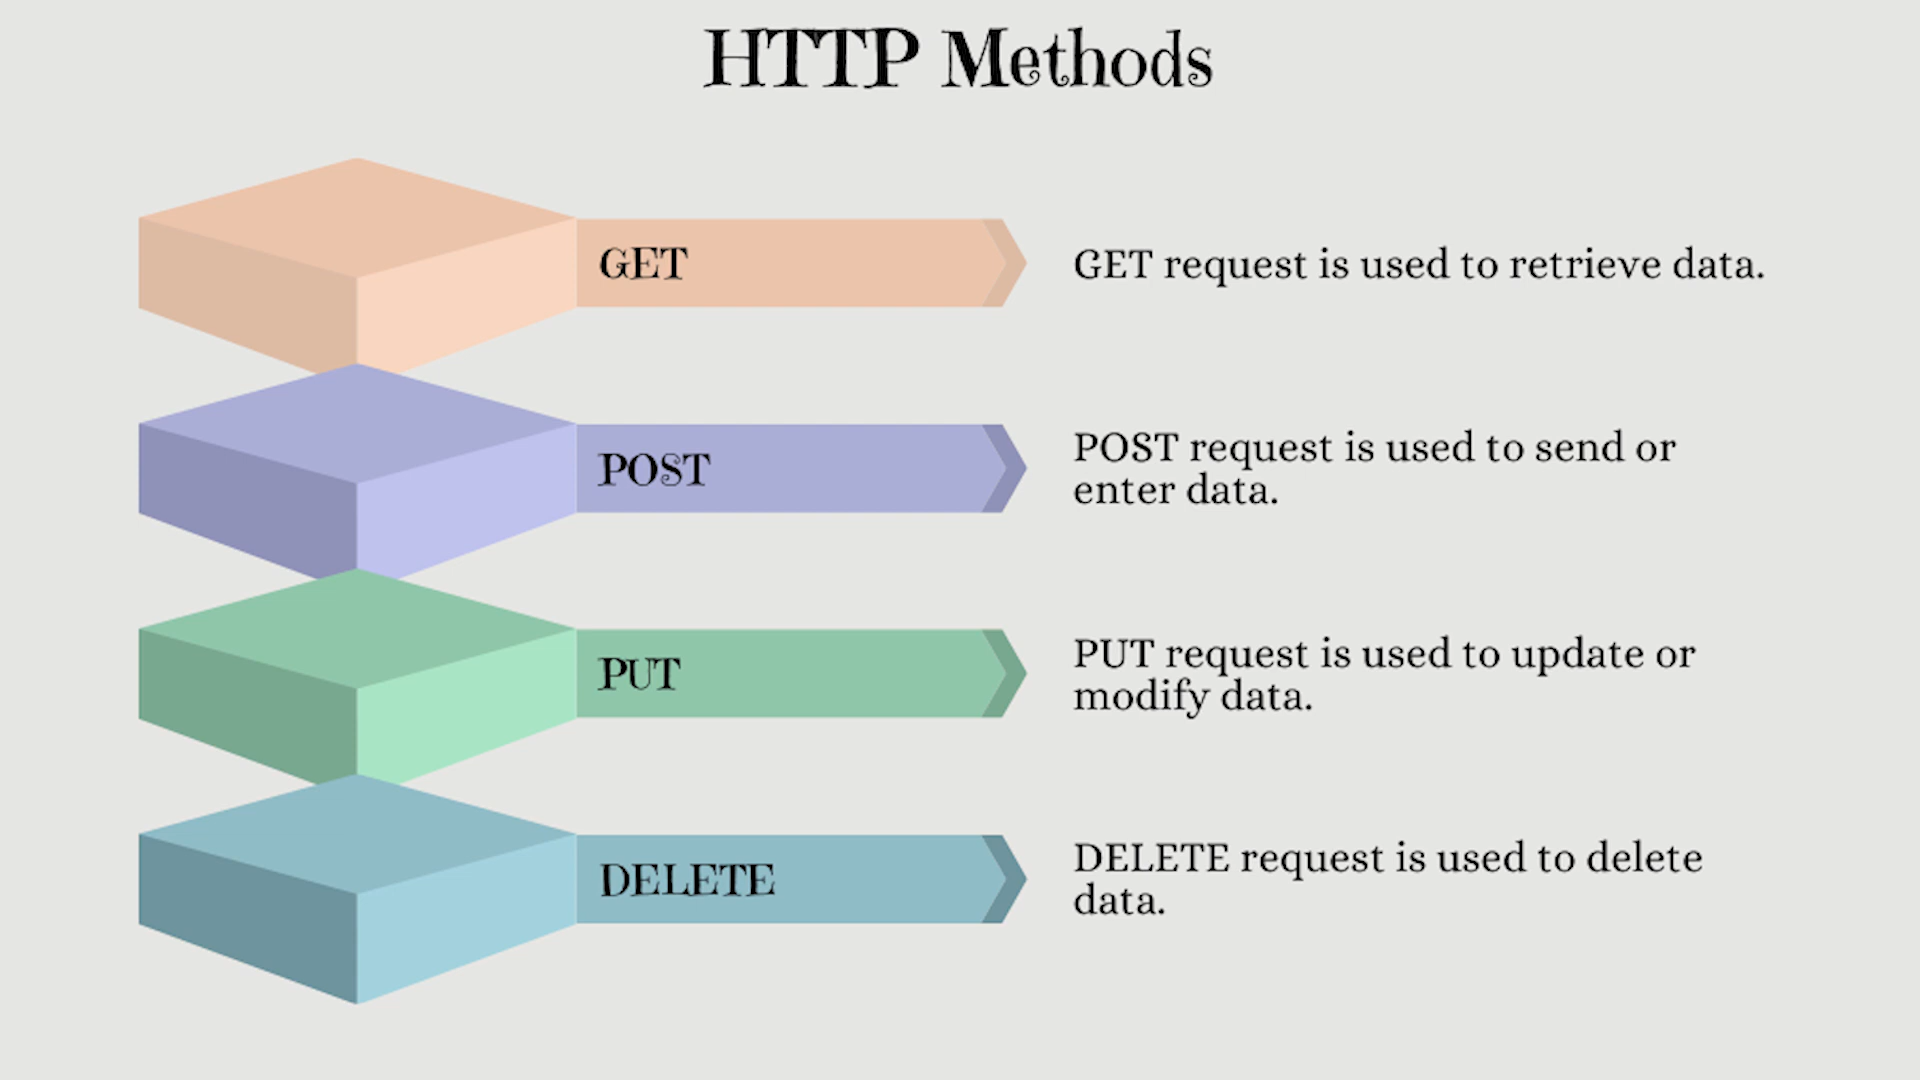 HTTP Methods
GET
GET request is used to retrieve data.
POST
POST request is used to send or
enter data.
PUT
PUT request is used to update or
modify data.
DELETE
DELETE request is used to delete
data.